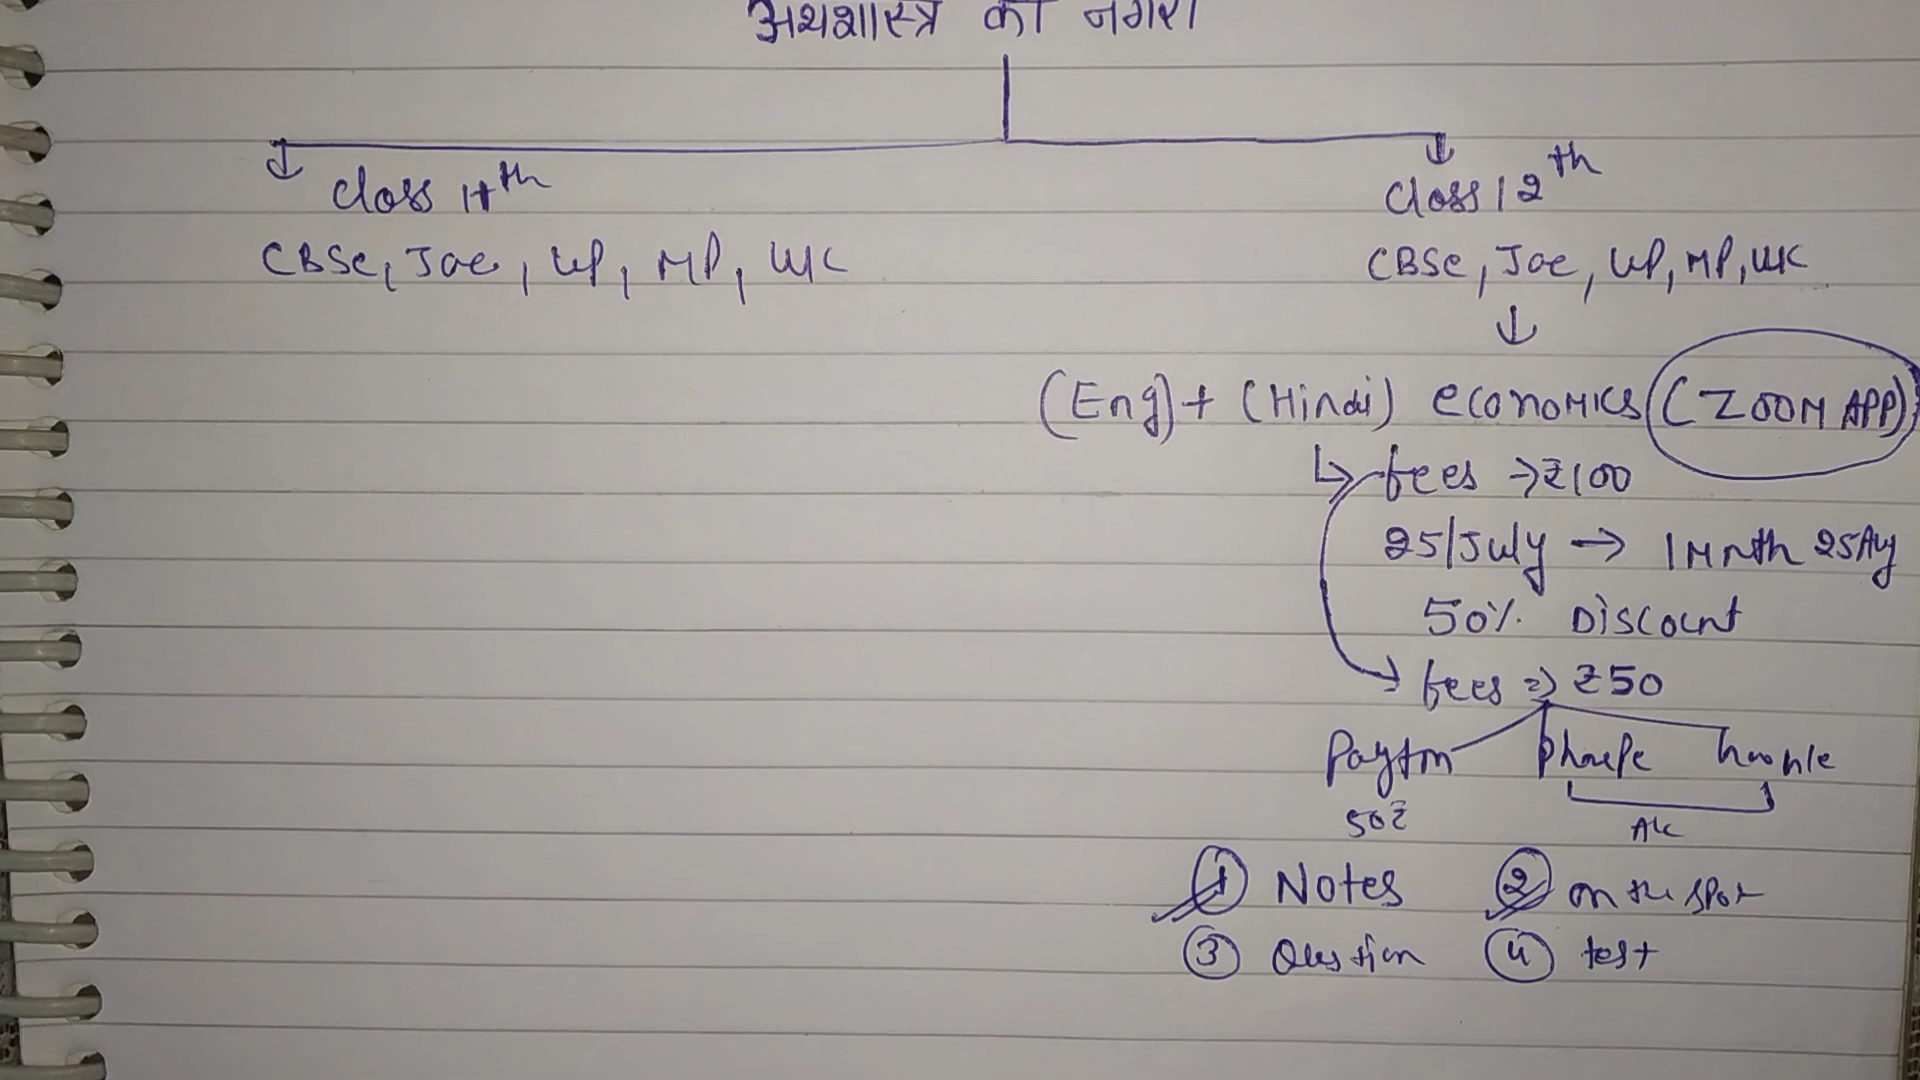 अर्थशास्त्र की नगरी
Class 11th
Class 12th
CBSE, Jac, UP, MP, UK
CBSE, Jac, UP, MP, UK
(Eng) + (Hindi) economics (ZOOM APP)
fees → ₹100
25/July → 1 Month 25 Aug
50% Discount
fees ⇒ ₹50
Paytm Phonepe
50₹
① Notes ② on the spot
③ Question ④ test